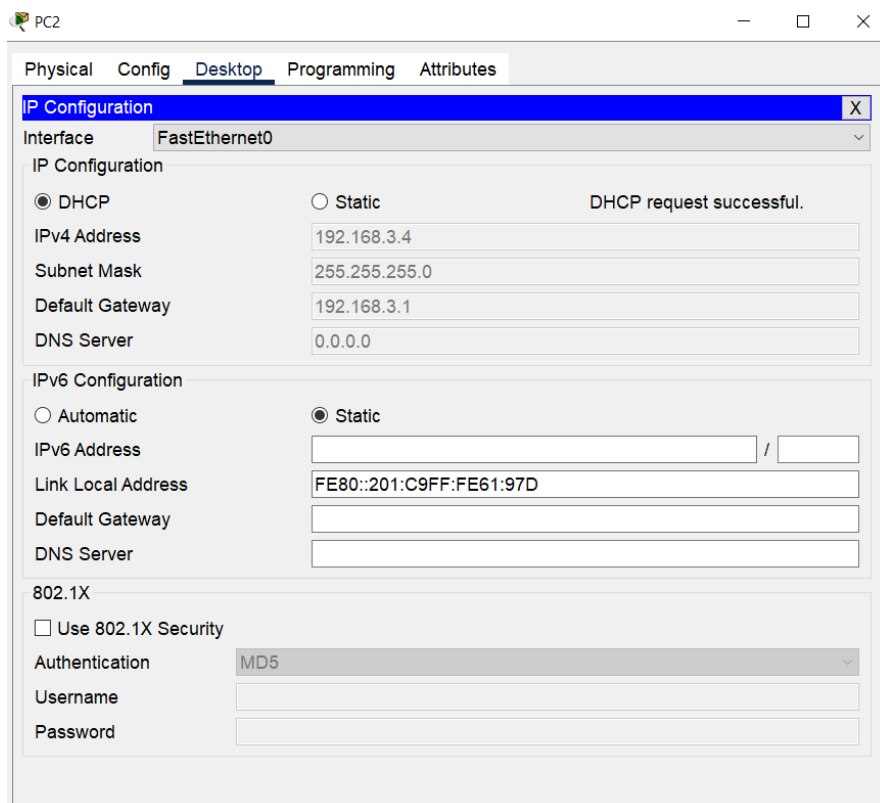 PC2
Physical Config Desktop Programming Attributes
IP Configuration X
Interface FastEthernet0
IP Configuration
DHCP Static DHCP request successful.
IPv4 Address 192.168.3.4
Subnet Mask 255.255.255.0
Default Gateway 192.168.3.1
DNS Server 0.0.0.0
IPv6 Configuration
Automatic Static
IPv6 Address /
Link Local Address FE80::201:C9FF:FE61:97D
Default Gateway
DNS Server
802.1X
Use 802.1X Security
Authentication MD5
Username
Password